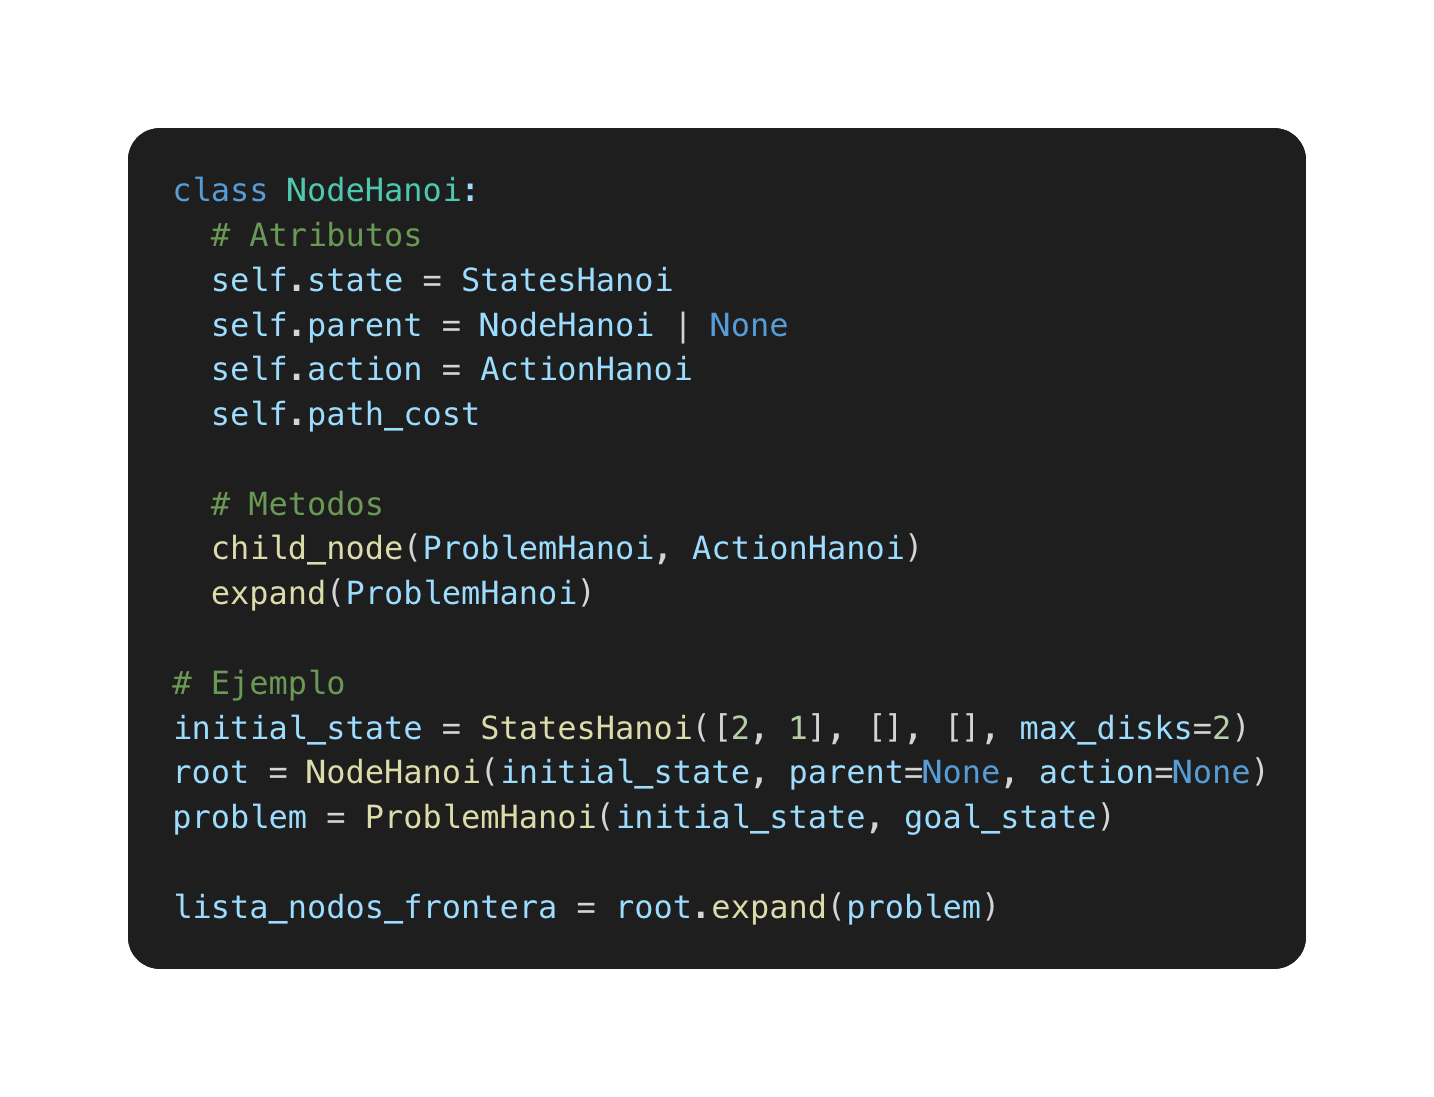 class NodeHanoi:
  # Atributos
  self.state = StatesHanoi
  self.parent = NodeHanoi | None
  self.action = ActionHanoi
  self.path_cost

  # Metodos
  child_node(ProblemHanoi, ActionHanoi)
  expand(ProblemHanoi)

# Ejemplo
initial_state = StatesHanoi([2, 1], [], [], max_disks=2)
root = NodeHanoi(initial_state, parent=None, action=None)
problem = ProblemHanoi(initial_state, goal_state)

lista_nodos_frontera = root.expand(problem)